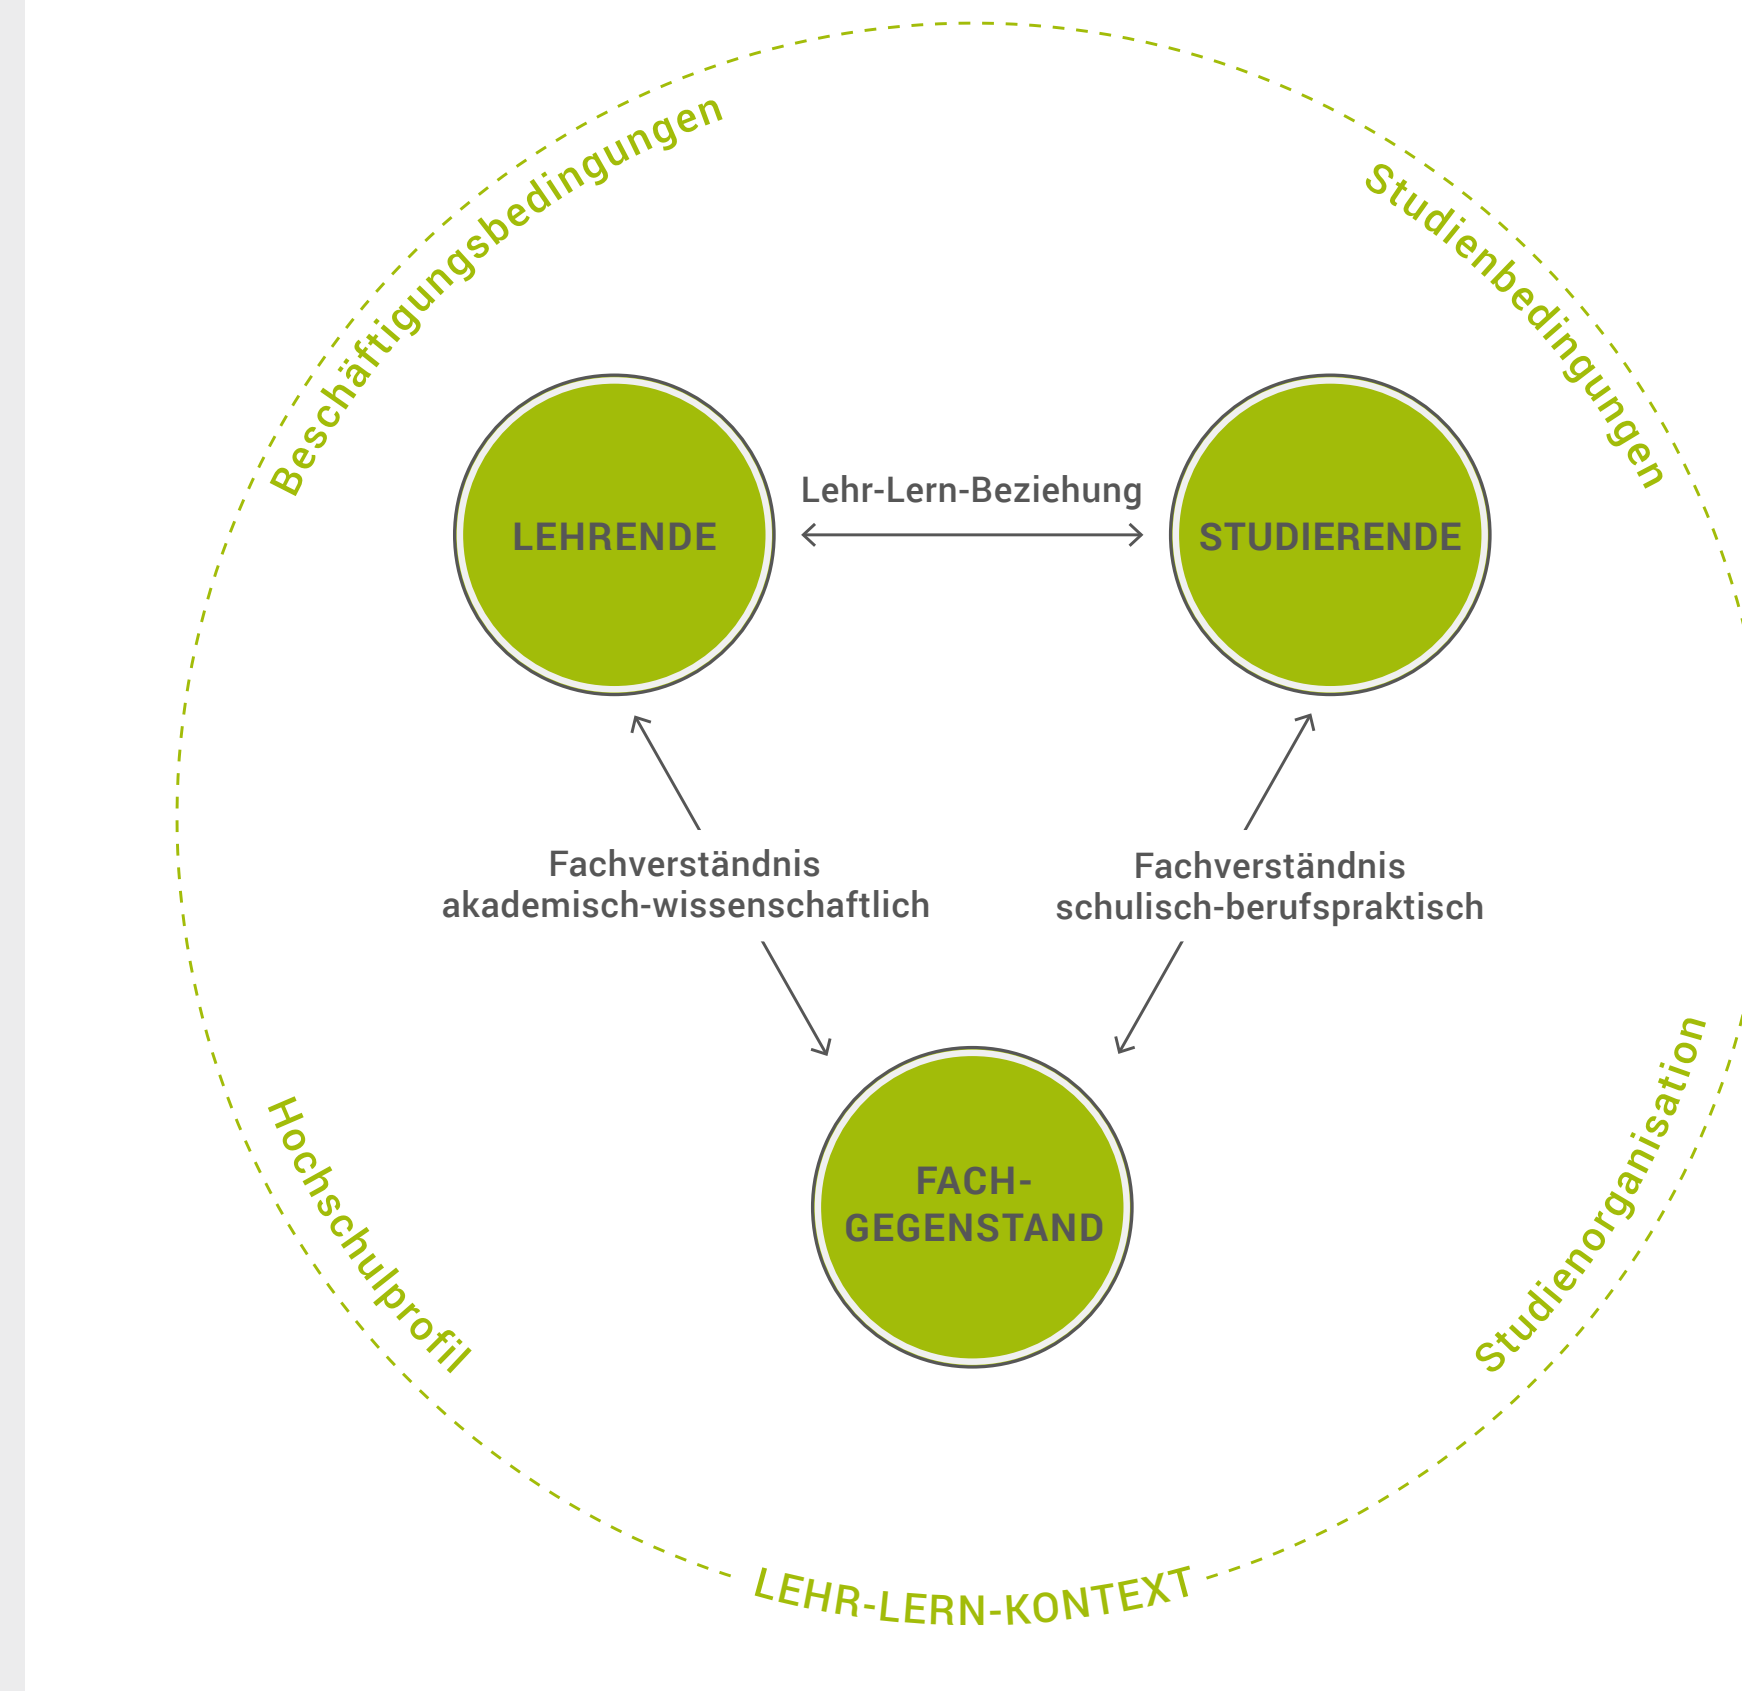 Beschäftigungsbedingungen
Studienbedingungen
Lehr-Lern-Beziehung
LEHRENDE
STUDIERENDE
Fachverständnis
akademisch-wissenschaftlich
Fachverständnis
schulisch-berufspraktisch
FACH-
GEGENSTAND
Hochschulprofil
Studienorganisation
LEHR-LERN-KONTEXT